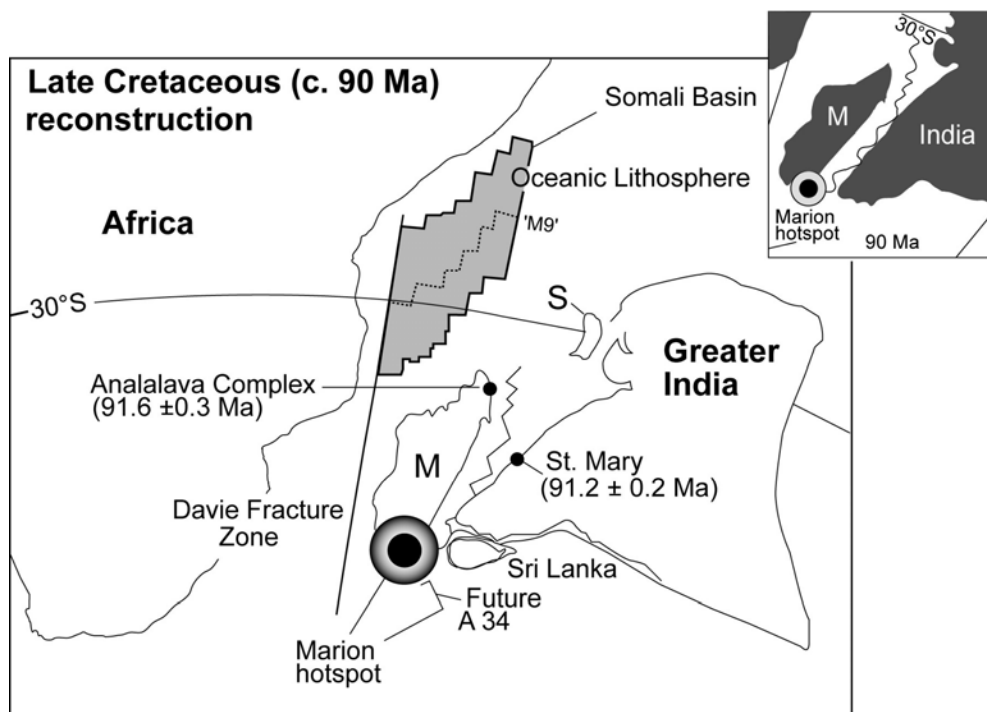 Late Cretaceous (c. 90 Ma)
reconstruction
30°S
M
India
Marion
hotspot
90 Ma
Somali Basin
Oceanic Lithosphere
'M9'
Africa
30°S
S
Greater
India
Analalava Complex
(91.6 ±0.3 Ma)
M
St. Mary
(91.2 ± 0.2 Ma)
Davie Fracture
Zone
Sri Lanka
Future
A 34
Marion
hotspot